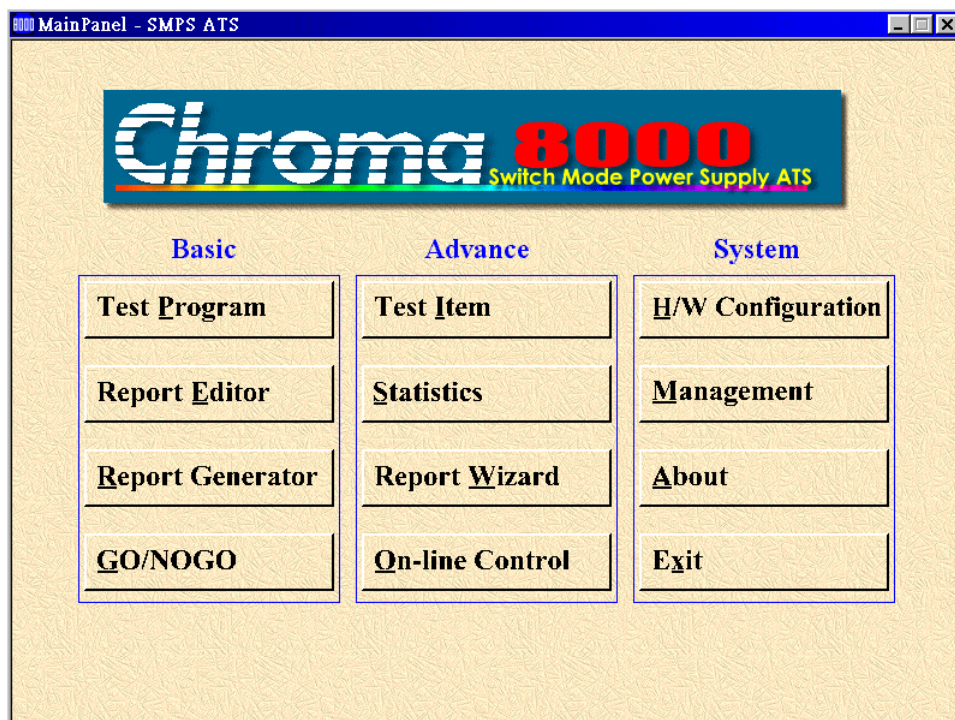 8000 MainPanel - SMPS ATS
Chroma 8000
Switch Mode Power Supply ATS
Basic
Test Program
Report Editor
Report Generator
GO/NOGO
Advance
Test Item
Statistics
Report Wizard
On-line Control
System
H/W Configuration
Management
About
Exit